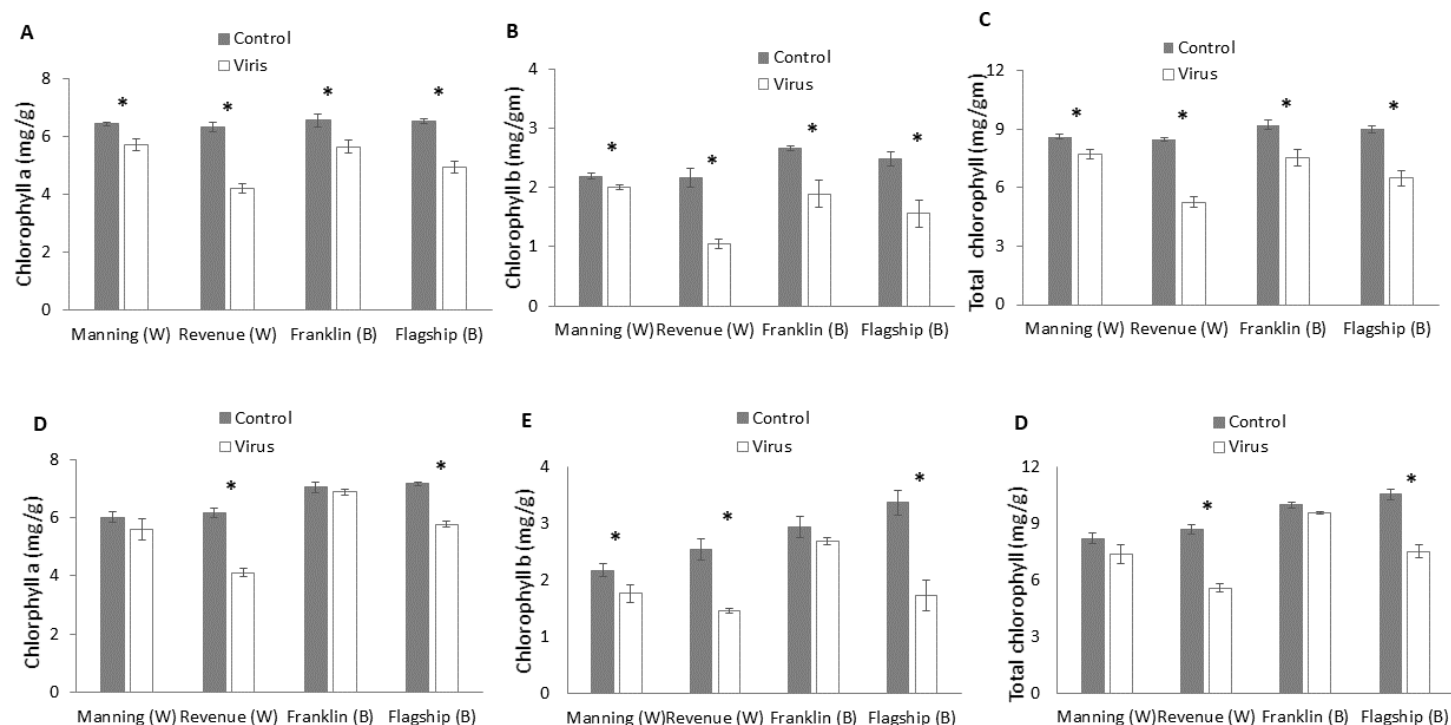 A
Control
Viris
Chlorophyll a (mg/g)
8
6
4
2
0
* * * *
Manning (W) Revenue (W) Franklin (B) Flagship (B)
B
Control
Virus
Chlorophyll b (mg/gm)
4
3
2
1
0
* * * *
Manning (W) Revenue (W) Franklin (B) Flagship (B)
C
Control
Virus
Total chlorophyll (mg/gm)
12
9
6
3
0
* * * *
Manning (W) Revenue (W) Franklin (B) Flagship (B)
D
Control
Virus
Chlorphyll a (mg/g)
8
6
4
2
0
* *
Manning (W) Revenue (W) Franklin (B) Flagship (B)
E
Control
Virus
Chlorophyll b (mg/g)
4
3
2
1
0
* * *
Manning (W) Revenue (W) Franklin (B) Flagship (B)
D
Control
Virus
Total chlorophyll (mg/g)
12
9
6
3
0
* *
Manning (W) Revenue (W) Franklin (B) Flagship (B)